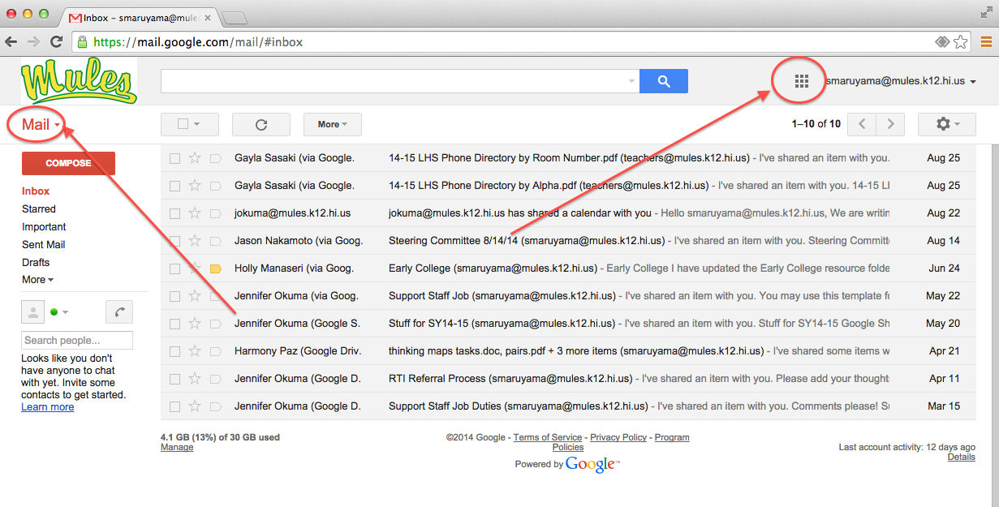 Inbox – smaruyama@mule
https://mail.google.com/mail/#inbox
Mules
smaruyama@mules.k12.hi.us
Mail
More
1–10 of 10
COMPOSE
Inbox
Starred
Important
Sent Mail
Drafts
More
Search people...
Looks like you don't
have anyone to chat
with yet. Invite some
contacts to get started.
Learn more
Gayla Sasaki (via Google. 14-15 LHS Phone Directory by Room Number.pdf (teachers@mules.k12.hi.us) - I've shared an item with you. Aug 25
Gayla Sasaki (via Google. 14-15 LHS Phone Directory by Alpha.pdf (teachers@mules.k12.hi.us) - I've shared an item with you. 14-15 LH Aug 25
jokuma@mules.k12.hi.us jokuma@mules.k12.hi.us has shared a calendar with you - Hello smaruyama@mules.k12.hi.us, We are writin Aug 22
Jason Nakamoto (via Goog. Steering Committee 8/14/14 (smaruyama@mules.k12.hi.us) - I've shared an item with you. Steering Committe Aug 14
Holly Manaseri (via Goog. Early College (smaruyama@mules.k12.hi.us) - Early College I have updated the Early College resource folde Jun 24
Jennifer Okuma (via Goog. Support Staff Job (smaruyama@mules.k12.hi.us) - I've shared an item with you. You may use this template fo May 22
Jennifer Okuma (Google S. Stuff for SY14-15 (smaruyama@mules.k12.hi.us) - I've shared an item with you. Stuff for SY14-15 Google Sh May 20
Harmony Paz (Google Driv. thinking maps tasks.doc, pairs.pdf + 3 more items (smaruyama@mules.k12.hi.us) - I've shared some items w Apr 21
Jennifer Okuma (Google D. RTI Referral Process (smaruyama@mules.k12.hi.us) - I've shared an item with you. Please add your thoughts Apr 11
Jennifer Okuma (Google D. Support Staff Job Duties (smaruyama@mules.k12.hi.us) - I've shared an item with you. Comments please! Su Mar 15
4.1 GB (13%) of 30 GB used
Manage
©2014 Google - Terms of Service - Privacy Policy - Program
Policies
Powered by Google™
Last account activity: 12 days ago
Details